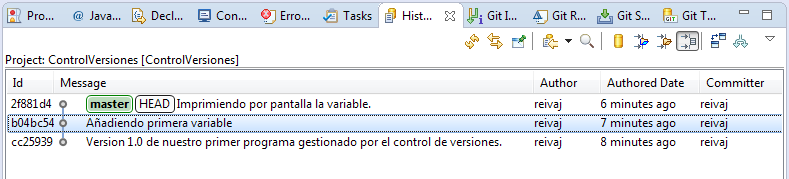 Pro... @ Java... Decl... Con... Erro... Tasks Hist... Git I... Git R... Git S... Git T...
Project: ControlVersiones [ControlVersiones]
Id Message Author Authored Date Committer
2f881d4 master HEAD Imprimiendo por pantalla la variable. reivaj 6 minutes ago reivaj
b04bc54 Añadiendo primera variable reivaj 7 minutes ago reivaj
cc25939 Version 1.0 de nuestro primer programa gestionado por el control de versiones. reivaj 8 minutes ago reivaj